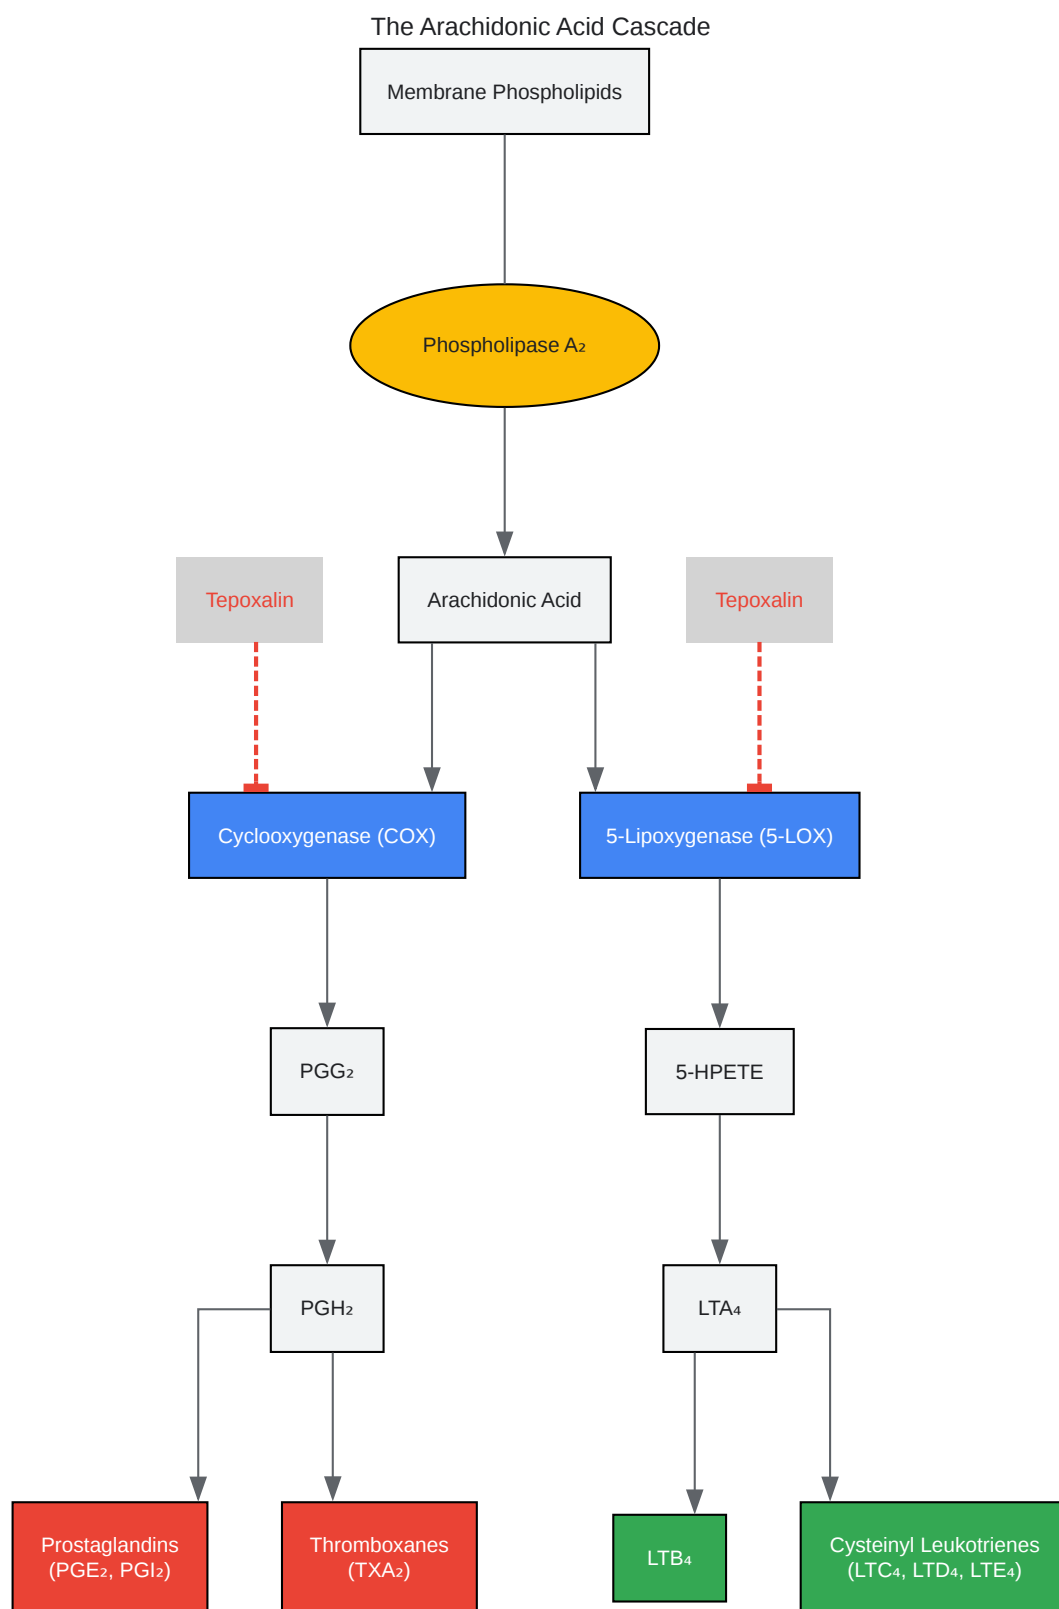 The Arachidonic Acid Cascade
Membrane Phospholipids
Phospholipase A₂
Tepoxalin
Arachidonic Acid
Tepoxalin
Cyclooxygenase (COX)
5-Lipoxygenase (5-LOX)
PGG₂
5-HPETE
PGH₂
LTA₄
Prostaglandins
(PGE₂, PGI₂)
Thromboxanes
(TXA₂)
LTB₄
Cysteinyl Leukotrienes
(LTC₄, LTD₄, LTE₄)